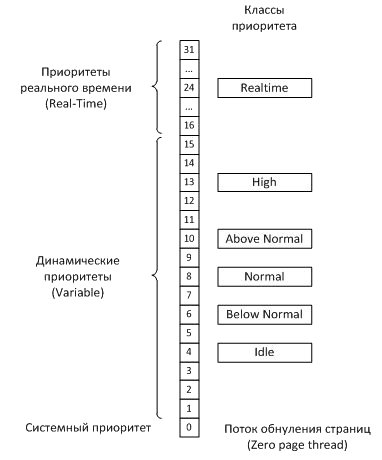 Классы
приоритета
31
...
Приоритеты
реального времени
(Real-Time)
24
Realtime
...
16
15
14
13
High
12
11
10
Above Normal
9
Динамические
приоритеты
(Variable)
8
Normal
7
6
Below Normal
5
4
Idle
3
2
1
Системный приоритет
0
Поток обнуления страниц
(Zero page thread)